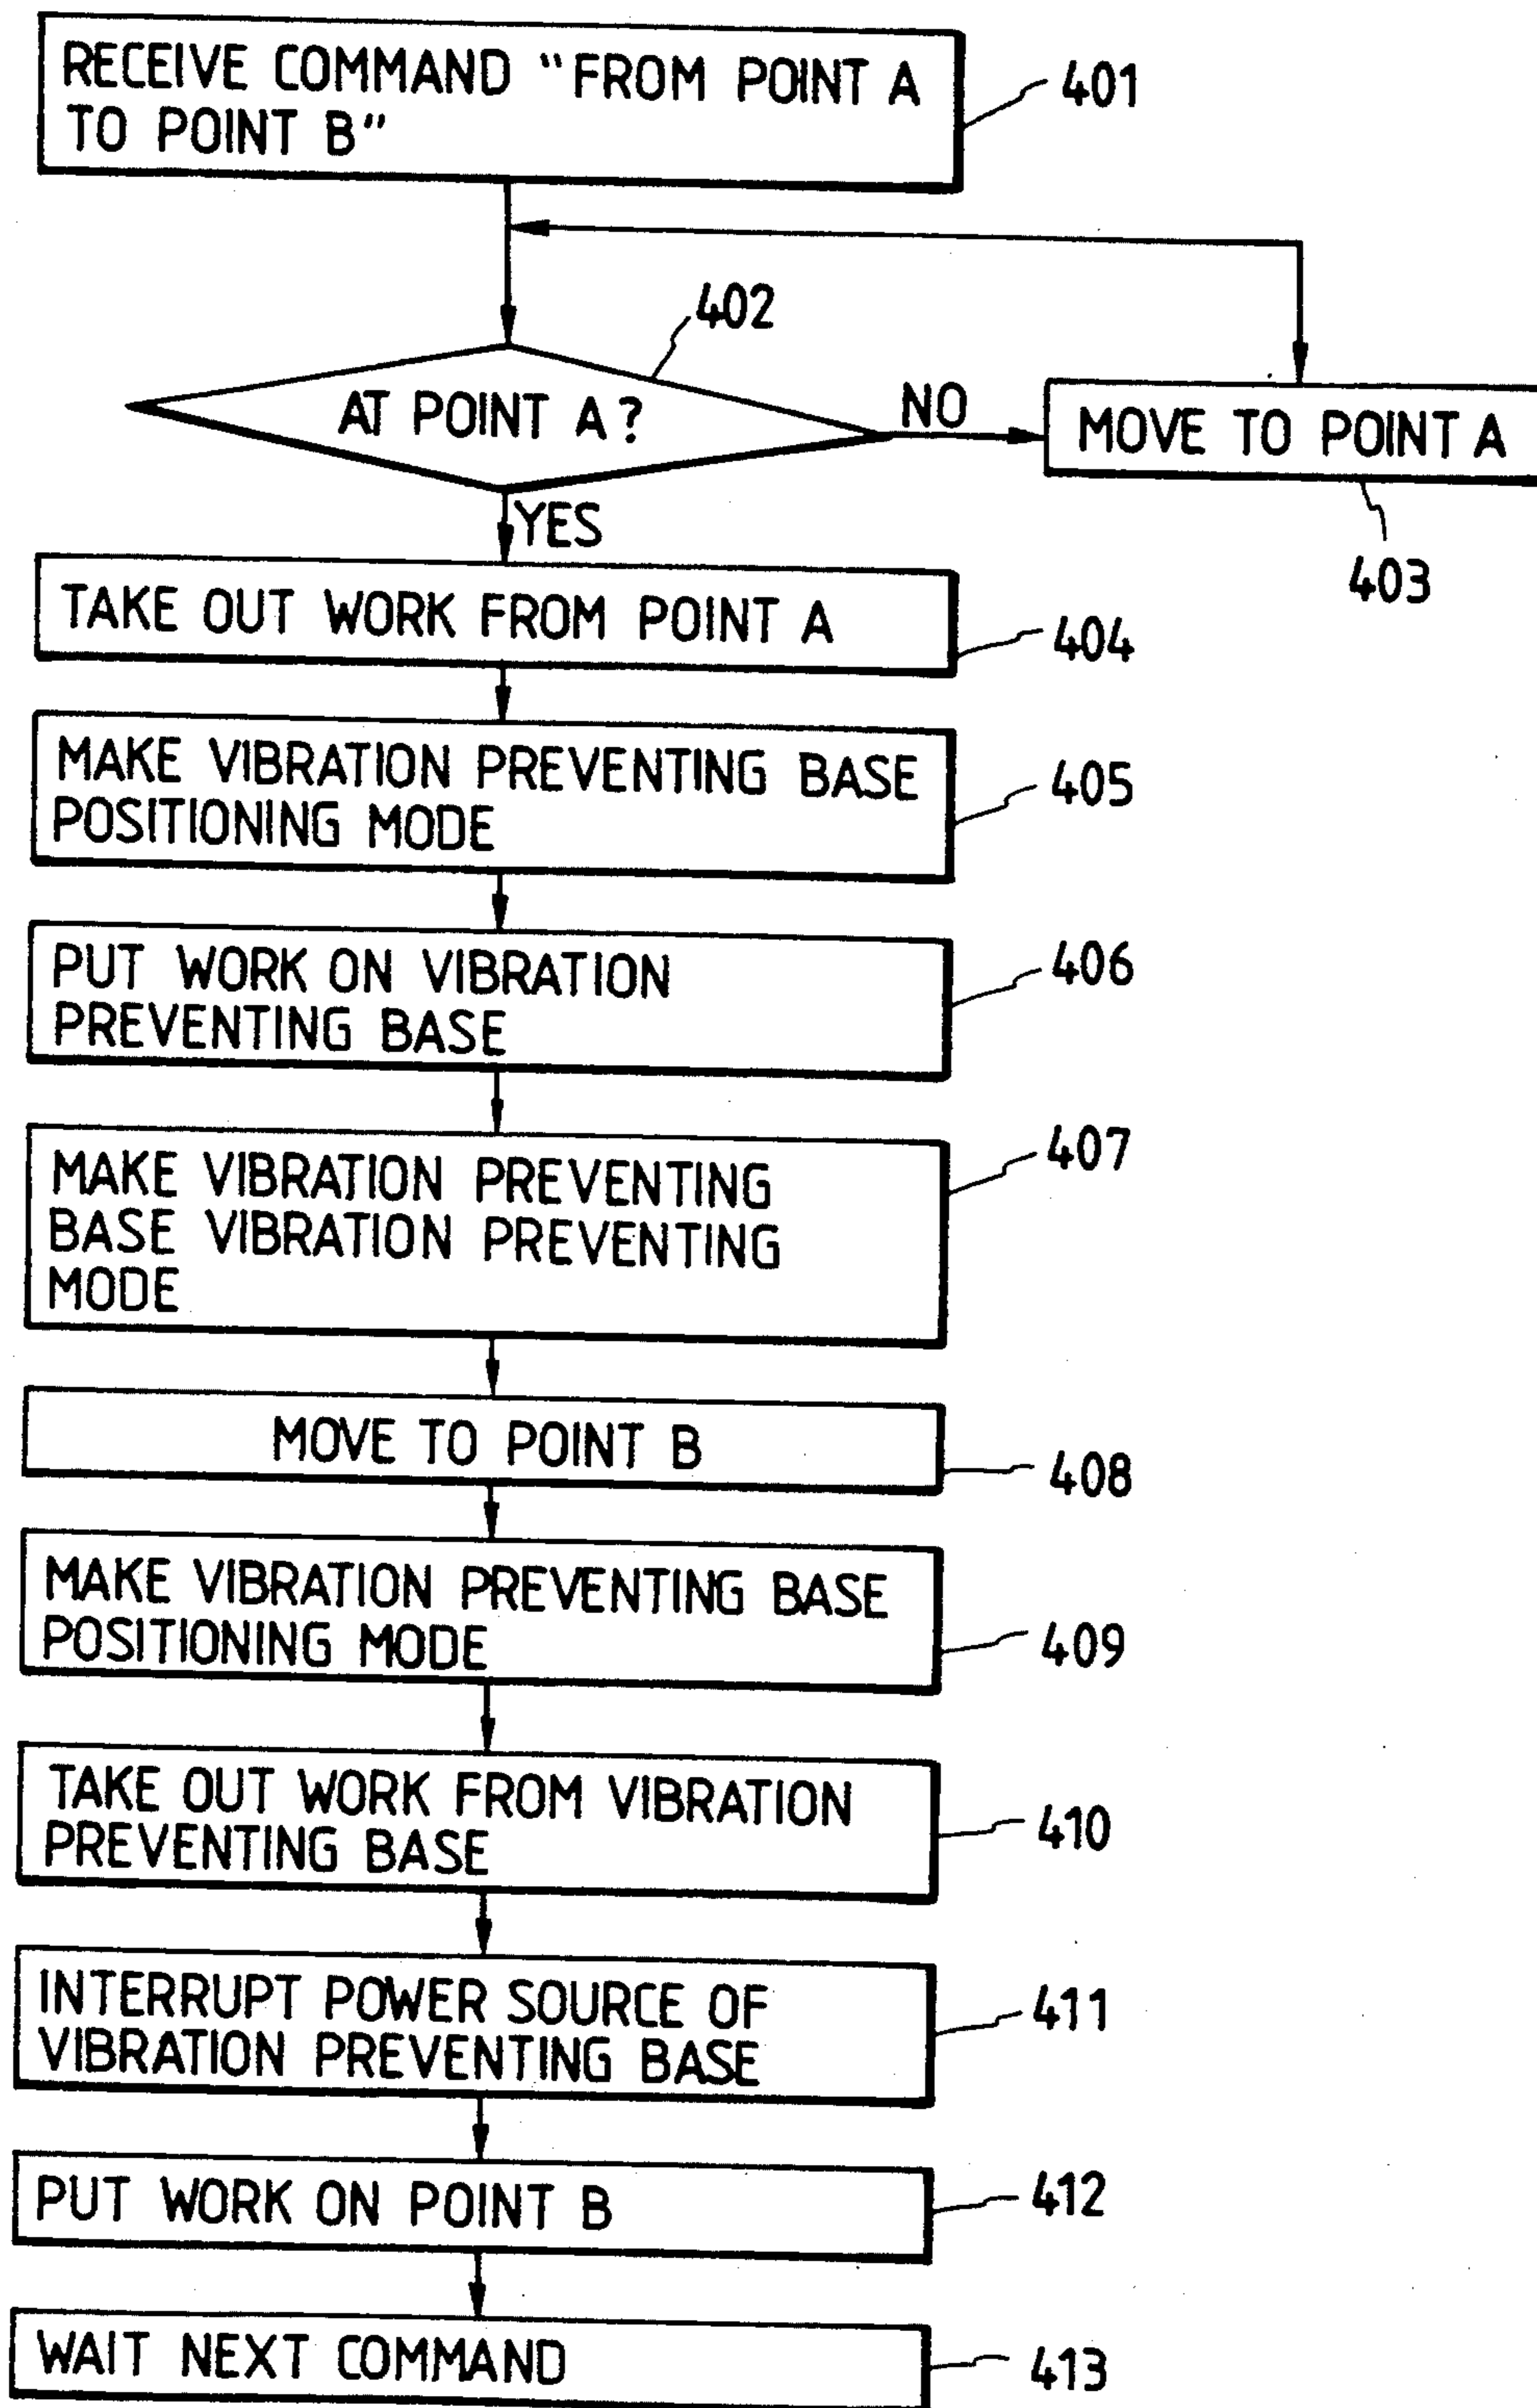 RECEIVE COMMAND "FROM POINT A
TO POINT B"
401
402
AT POINT A?
NO
MOVE TO POINT A
403
YES
TAKE OUT WORK FROM POINT A
404
MAKE VIBRATION PREVENTING BASE
POSITIONING MODE
405
PUT WORK ON VIBRATION
PREVENTING BASE
406
MAKE VIBRATION PREVENTING
BASE VIBRATION PREVENTING
MODE
407
MOVE TO POINT B
408
MAKE VIBRATION PREVENTING BASE
POSITIONING MODE
409
TAKE OUT WORK FROM VIBRATION
PREVENTING BASE
410
INTERRUPT POWER SOURCE OF
VIBRATION PREVENTING BASE
411
PUT WORK ON POINT B
412
WAIT NEXT COMMAND
413